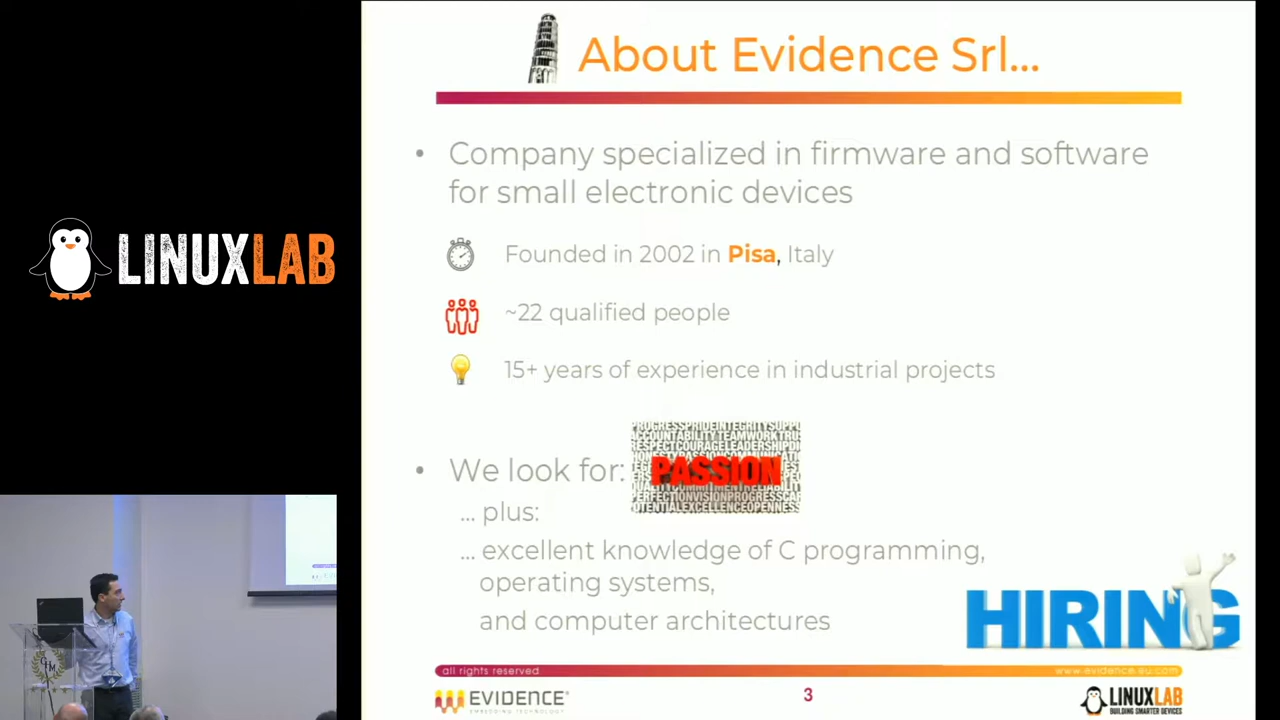 About Evidence Srl...
• Company specialized in firmware and software
for small electronic devices
Founded in 2002 in Pisa, Italy
~22 qualified people
15+ years of experience in industrial projects
• We look for:
PASSION
... plus:
... excellent knowledge of C programming,
operating systems,
and computer architectures
HIRING
all rights reserved
www.evidence.eu.com
EVIDENCE
EMBEDDING TECHNOLOGY
3
LINUXLAB
BUILDING SMARTER DEVICES
LINUXLAB